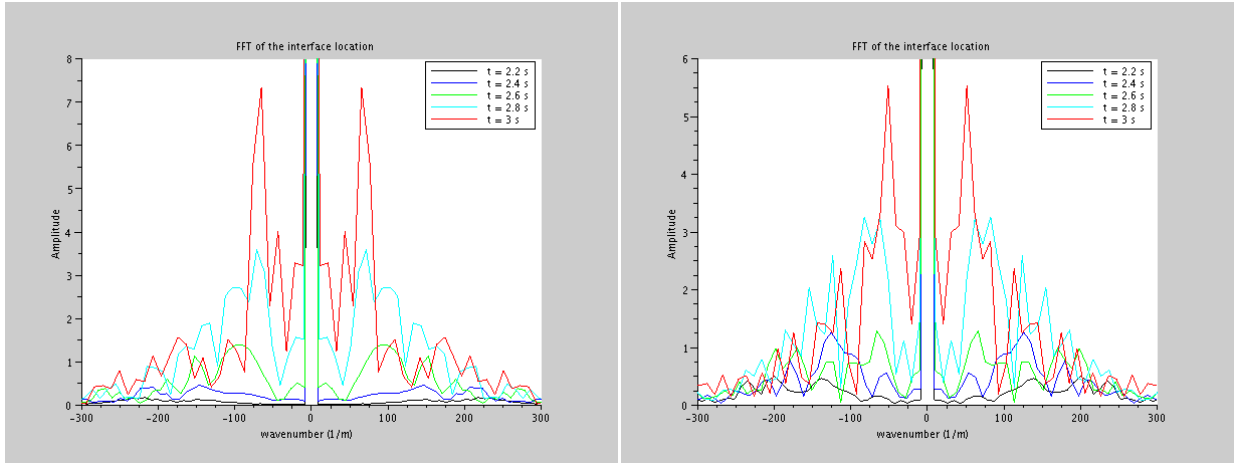 FFT of the interface location
8
7
6
5
4
3
2
1
0
Amplitude
-300
-200
-100
0
100
200
300
wavenumber (1/m)
t = 2.2 s
t = 2.4 s
t = 2.6 s
t = 2.8 s
t = 3 s
FFT of the interface location
6
5
4
3
2
1
0
Amplitude
-300
-200
-100
0
100
200
300
wavenumber (1/m)
t = 2.2 s
t = 2.4 s
t = 2.6 s
t = 2.8 s
t = 3 s